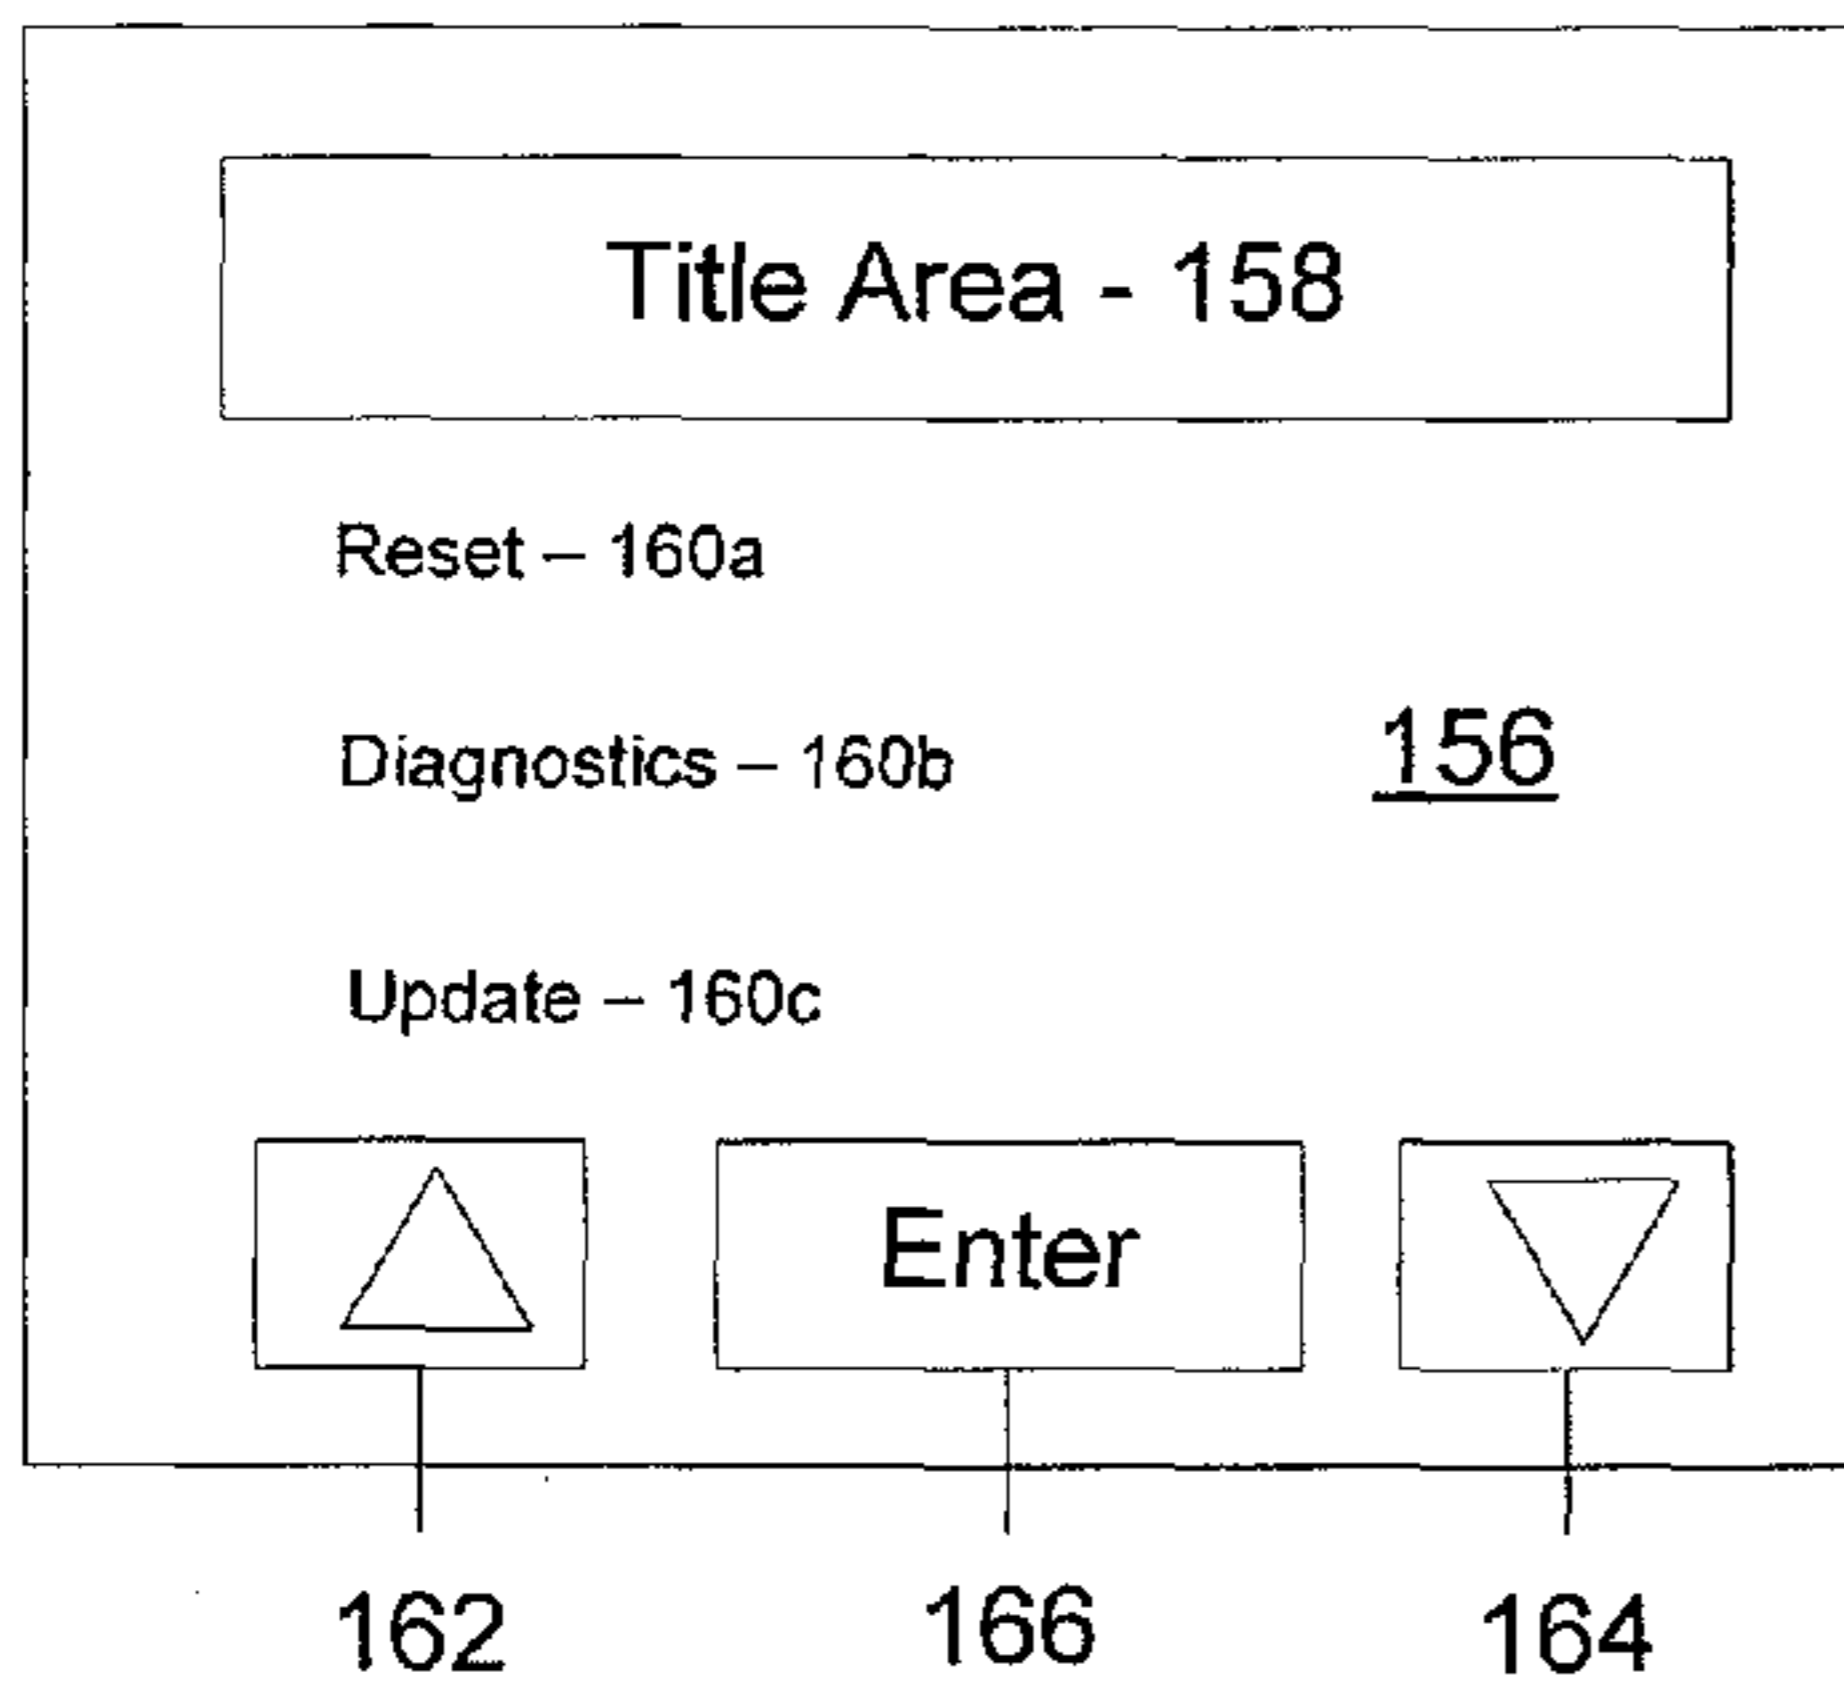 Title Area - 158
Reset – 160a
Diagnostics – 160b
156
Update – 160c
Enter
162
166
164